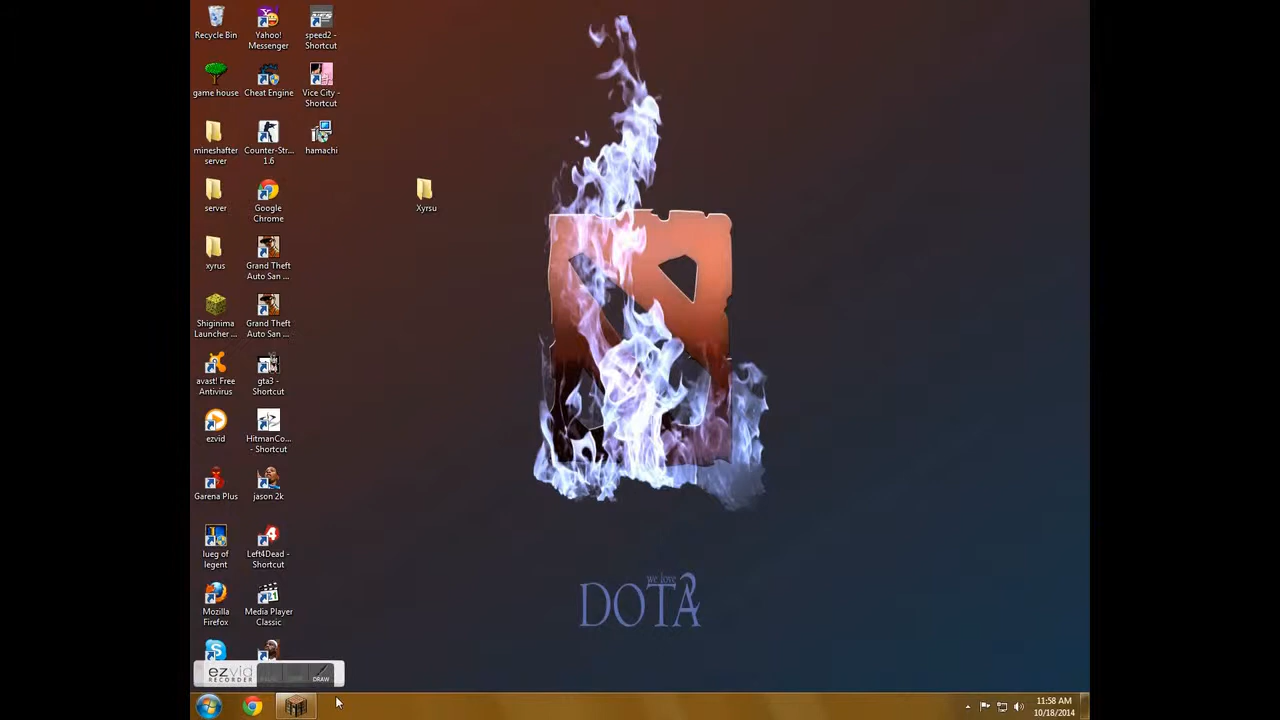 Recycle Bin
Yahoo!
Messenger
speed2 -
Shortcut
game house
Cheat Engine
Vice City -
Shortcut
mineshafter
server
Counter-Str...
1.6
hamachi
server
Google
Chrome
Xyrsu
xyrus
Grand Theft
Auto San ...
Shiginima
Launcher ...
Grand Theft
Auto San ...
avast! Free
Antivirus
gta3 -
Shortcut
ezvid
HitmanCo...
- Shortcut
Garena Plus
jason 2k
lueg of
legent
Left4Dead -
Shortcut
Mozilla
Firefox
Media Player
Classic
ezvid
RECORDER
DRAW
we love
DOTA2
11:58 AM
10/18/2014